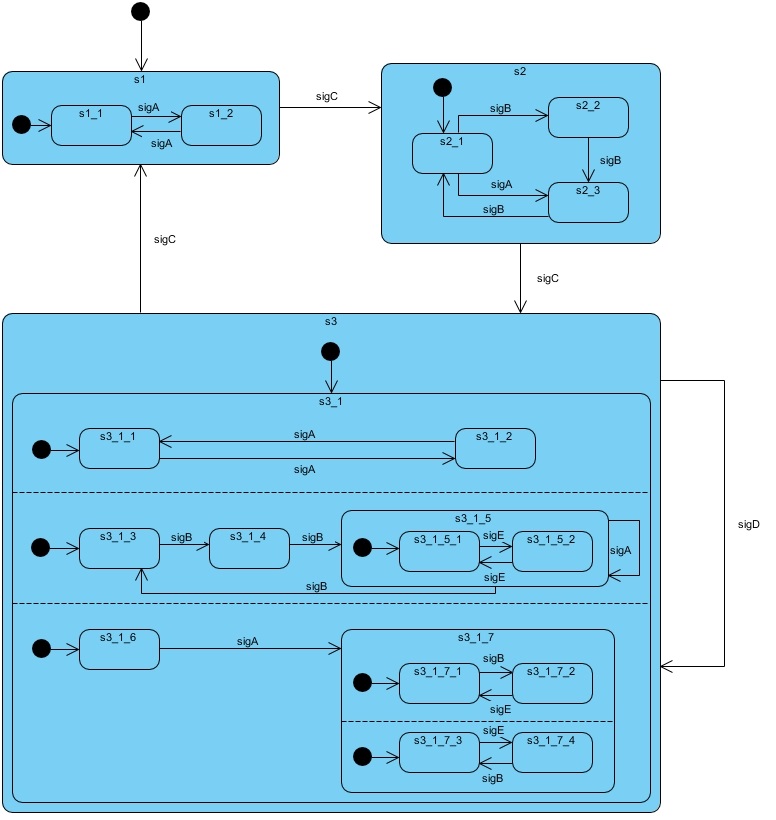 s1
s1_1
sigA
s1_2
sigA
sigC
s2
sigB
s2_2
s2_1
sigB
sigA
s2_3
sigB
sigC
sigC
s3
s3_1
s3_1_1
sigA
s3_1_2
sigA
s3_1_3
sigB
s3_1_4
sigB
s3_1_5
s3_1_5_1
sigE
s3_1_5_2
sigE
sigA
sigB
sigD
s3_1_6
sigA
s3_1_7
s3_1_7_1
sigB
s3_1_7_2
sigE
s3_1_7_3
sigE
s3_1_7_4
sigB